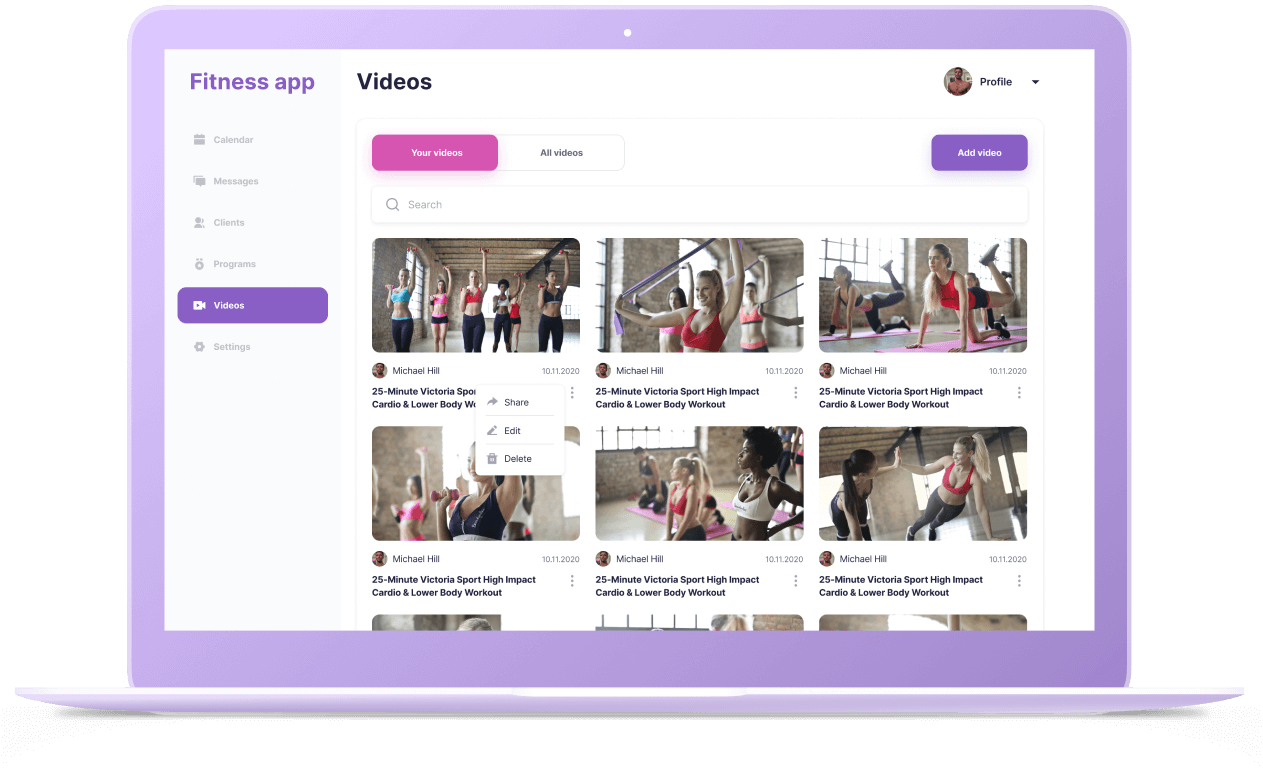 Fitness app
Videos
Profile
Calendar
Messages
Clients
Programs
Videos
Settings
Your videos
All videos
Add video
Search
Michael Hill
10.11.2020
25-Minute Victoria Spor
Cardio & Lower Body Wo
Share
Edit
Delete
Michael Hill
10.11.2020
25-Minute Victoria Sport High Impact
Cardio & Lower Body Workout
Michael Hill
10.11.2020
25-Minute Victoria Sport High Impact
Cardio & Lower Body Workout
Michael Hill
10.11.2020
25-Minute Victoria Sport High Impact
Cardio & Lower Body Workout
Michael Hill
10.11.2020
25-Minute Victoria Sport High Impact
Cardio & Lower Body Workout
Michael Hill
10.11.2020
25-Minute Victoria Sport High Impact
Cardio & Lower Body Workout